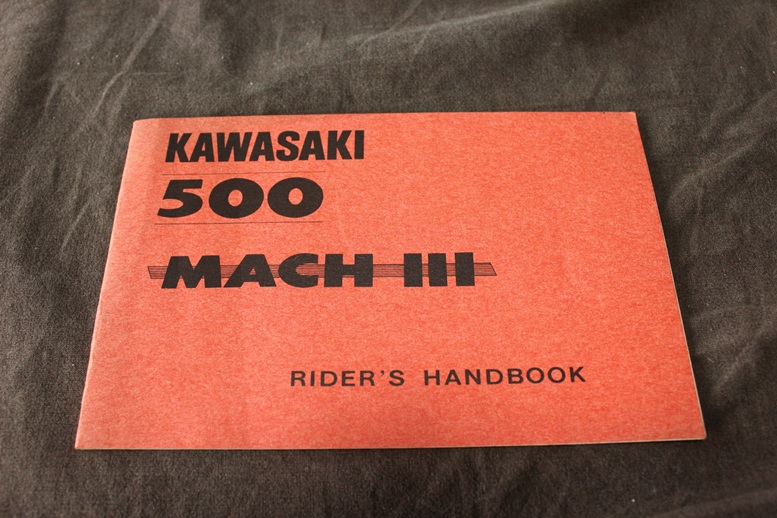 KAWASAKI
500
MACH III
RIDER'S HANDBOOK